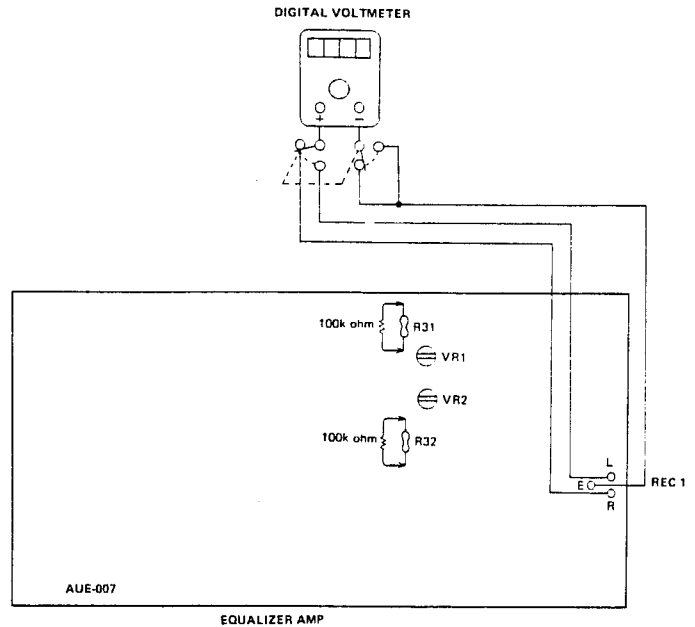 DIGITAL VOLTMETER
+ −
100k ohm R31
VR1
VR2
100k ohm R32
L
E REC 1
R
AUE-007
EQUALIZER AMP